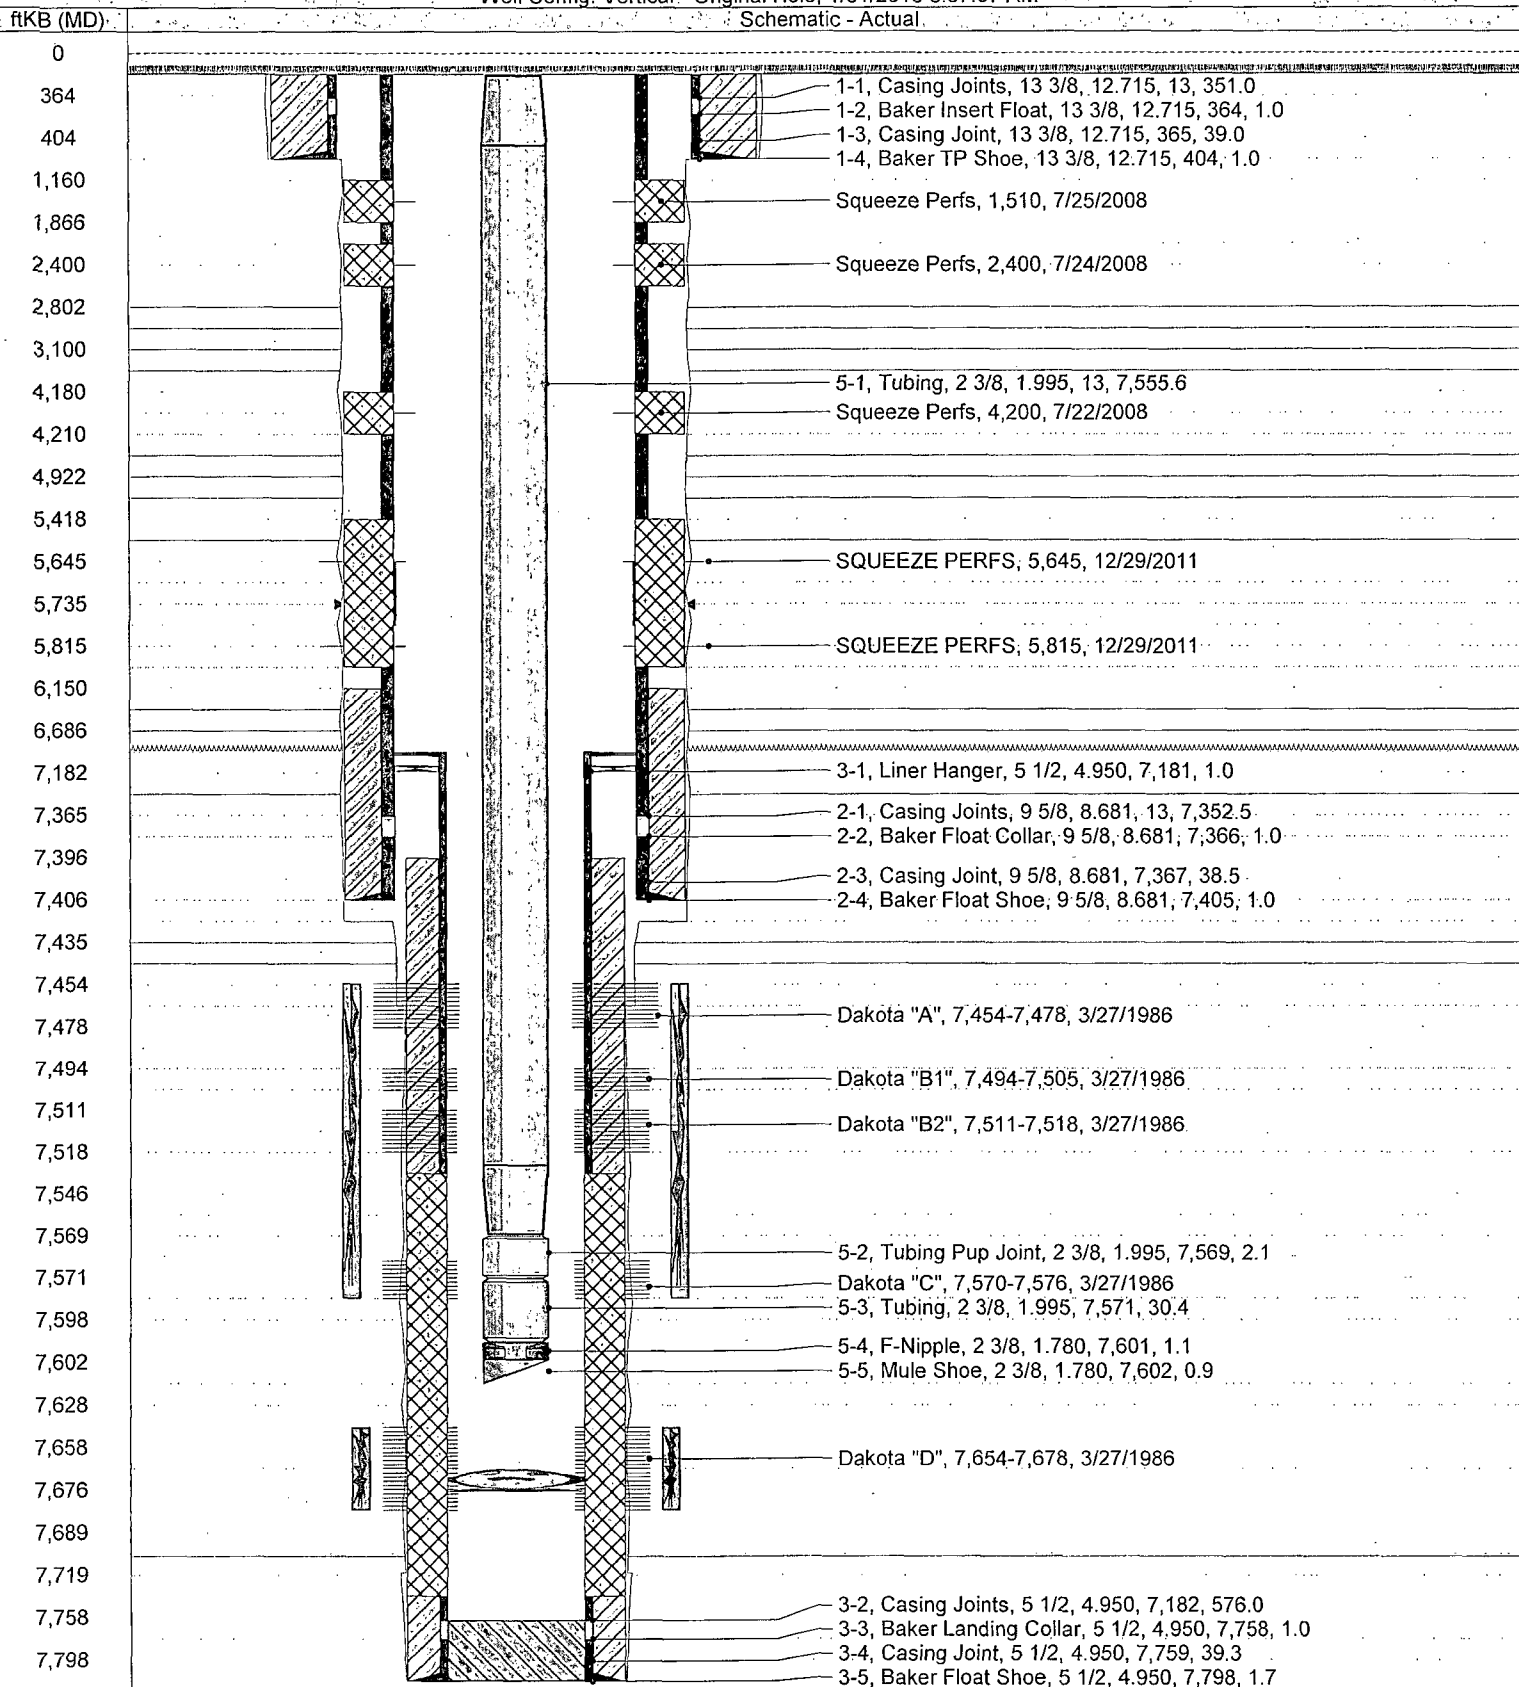 ftKB (MD)
Schematic - Actual
0
364
404
1,160
1,866
2,400
2,802
3,100
4,180
4,210
4,922
5,418
5,645
5,735
5,815
6,150
6,686
7,182
7,365
7,396
7,406
7,435
7,454
7,478
7,494
7,511
7,518
7,546
7,569
7,571
7,598
7,602
7,628
7,658
7,676
7,689
7,719
7,758
7,798
1-1, Casing Joints, 13 3/8, 12.715, 13, 351.0
1-2, Baker Insert Float, 13 3/8, 12.715, 364, 1.0
1-3, Casing Joint, 13 3/8, 12.715, 365, 39.0
1-4, Baker TP Shoe, 13 3/8, 12.715, 404, 1.0
Squeeze Perfs, 1,510, 7/25/2008
Squeeze Perfs, 2,400, 7/24/2008
5-1, Tubing, 2 3/8, 1.995, 13, 7,555.6
Squeeze Perfs, 4,200, 7/22/2008
SQUEEZE PERFS, 5,645, 12/29/2011
SQUEEZE PERFS, 5,815, 12/29/2011
3-1, Liner Hanger, 5 1/2, 4.950, 7,181, 1.0
2-1, Casing Joints, 9 5/8, 8.681, 13, 7,352.5
2-2, Baker Float Collar, 9 5/8, 8.681, 7,366, 1.0
2-3, Casing Joint, 9 5/8, 8.681, 7,367, 38.5
2-4, Baker Float Shoe, 9 5/8, 8.681, 7,405, 1.0
Dakota "A", 7,454-7,478, 3/27/1986
Dakota "B1", 7,494-7,505, 3/27/1986
Dakota "B2", 7,511-7,518, 3/27/1986
5-2, Tubing Pup Joint, 2 3/8, 1.995, 7,569, 2.1
Dakota "C", 7,570-7,576, 3/27/1986
5-3, Tubing, 2 3/8, 1.995, 7,571, 30.4
5-4, F-Nipple, 2 3/8, 1.780, 7,601, 1.1
5-5, Mule Shoe, 2 3/8, 1.780, 7,602, 0.9
Dakota "D", 7,654-7,678, 3/27/1986
3-2, Casing Joints, 5 1/2, 4.950, 7,182, 576.0
3-3, Baker Landing Collar, 5 1/2, 4.950, 7,758, 1.0
3-4, Casing Joint, 5 1/2, 4.950, 7,759, 39.3
3-5, Baker Float Shoe, 5 1/2, 4.950, 7,798, 1.7